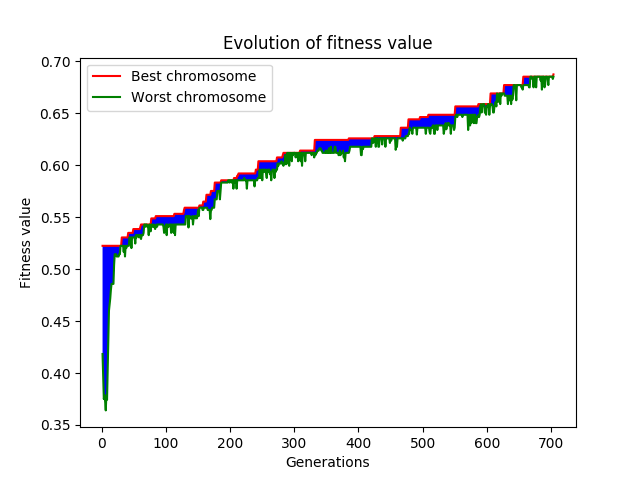 Evolution of fitness value
Best chromosome
Worst chromosome
Fitness value
0.70
0.65
0.60
0.55
0.50
0.45
0.40
0.35
0 100 200 300 400 500 600 700
Generations